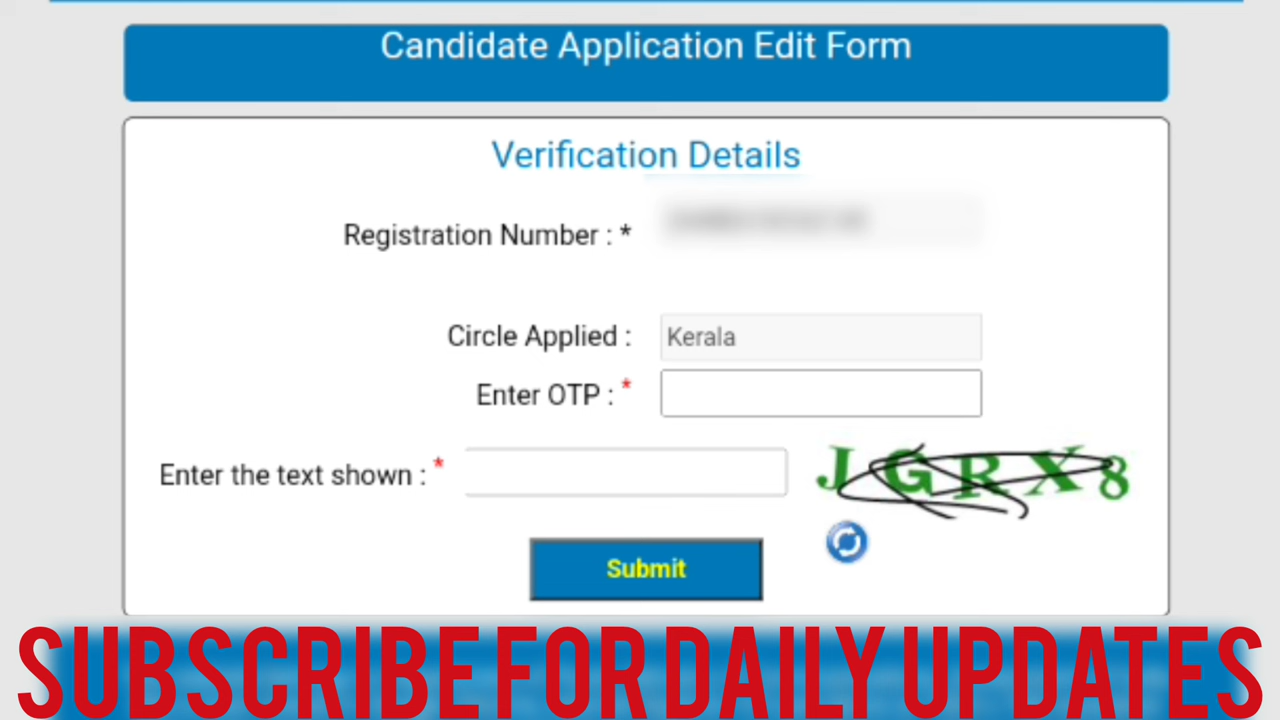 Candidate Application Edit Form
Verification Details
Registration Number : *
Circle Applied : Kerala
Enter OTP : *
Enter the text shown : * JGRX8
Submit
SUBSCRIBE FOR DAILY UPDATES